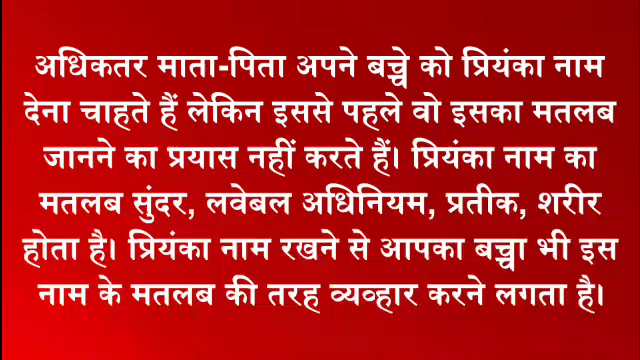 अधिकतर माता-पिता अपने बच्चे को प्रियंका नाम
देना चाहते हैं लेकिन इससे पहले वो इसका मतलब
जानने का प्रयास नहीं करते हैं। प्रियंका नाम का
मतलब सुंदर, लवेबल अधिनियम, प्रतीक, शरीर
होता है। प्रियंका नाम रखने से आपका बच्चा भी इस
नाम के मतलब की तरह व्यव्हार करने लगता है।